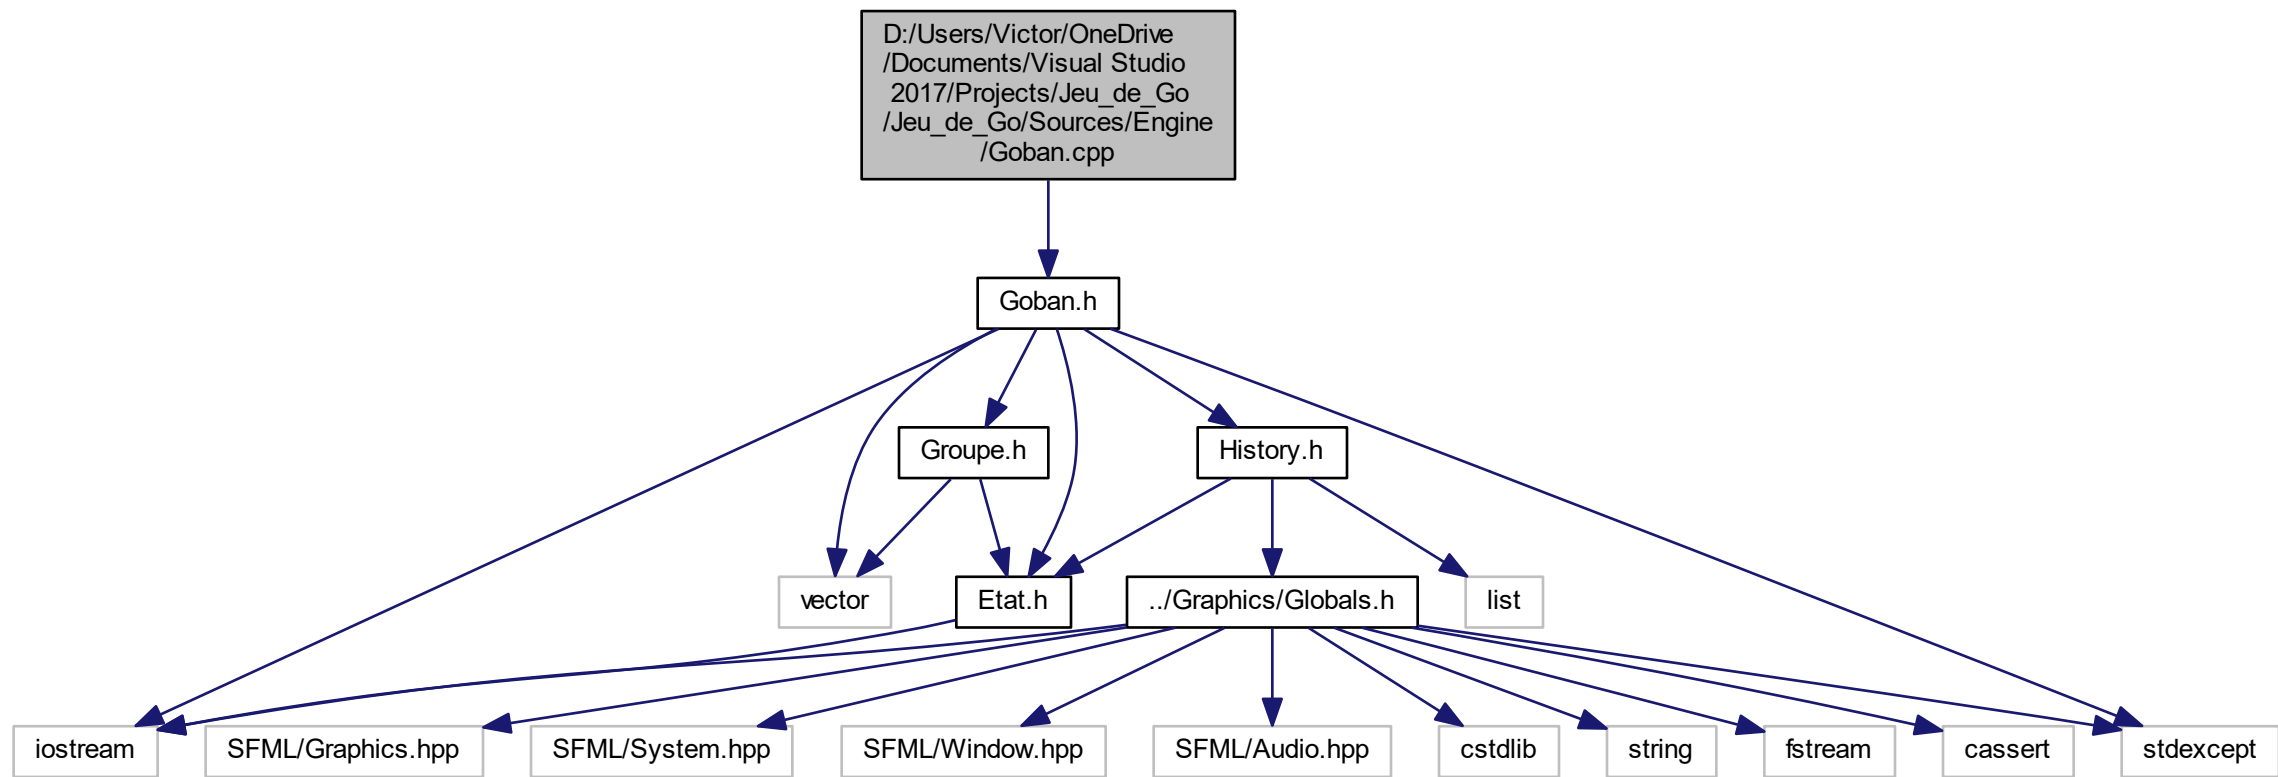 D:/Users/Victor/OneDrive
/Documents/Visual Studio
2017/Projects/Jeu_de_Go
/Jeu_de_Go/Sources/Engine
/Goban.cpp
Goban.h
Groupe.h
History.h
vector
Etat.h
../Graphics/Globals.h
list
iostream
SFML/Graphics.hpp
SFML/System.hpp
SFML/Window.hpp
SFML/Audio.hpp
cstdlib
string
fstream
cassert
stdexcept